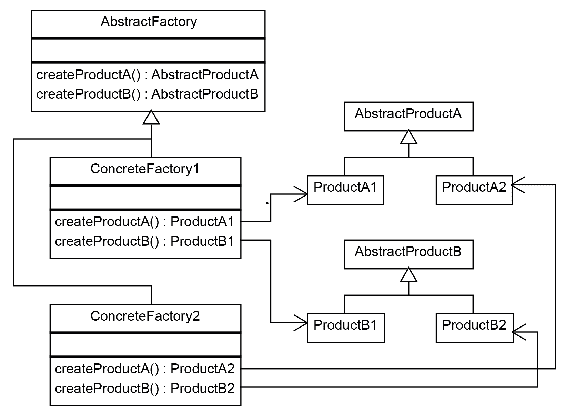 AbstractFactory
createProductA() : AbstractProductA
createProductB() : AbstractProductB
AbstractProductA
ConcreteFactory1
ProductA1
ProductA2
createProductA() : ProductA1
createProductB() : ProductB1
AbstractProductB
ConcreteFactory2
ProductB1
ProductB2
createProductA() : ProductA2
createProductB() : ProductB2